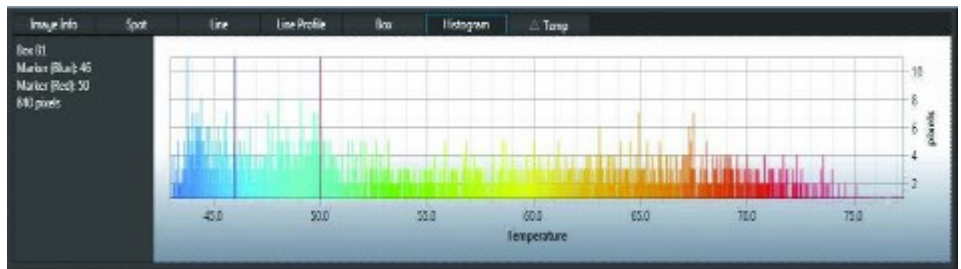 Image Info Spot Line Line Profile Box Histogram ⚠ Temp
Box B1
Marker (Blue): 46
Marker (Red): 50
840 pixels
10
8
6
4
2
pixels
45.0 50.0 55.0 60.0 65.0 70.0 75.0
Temperature